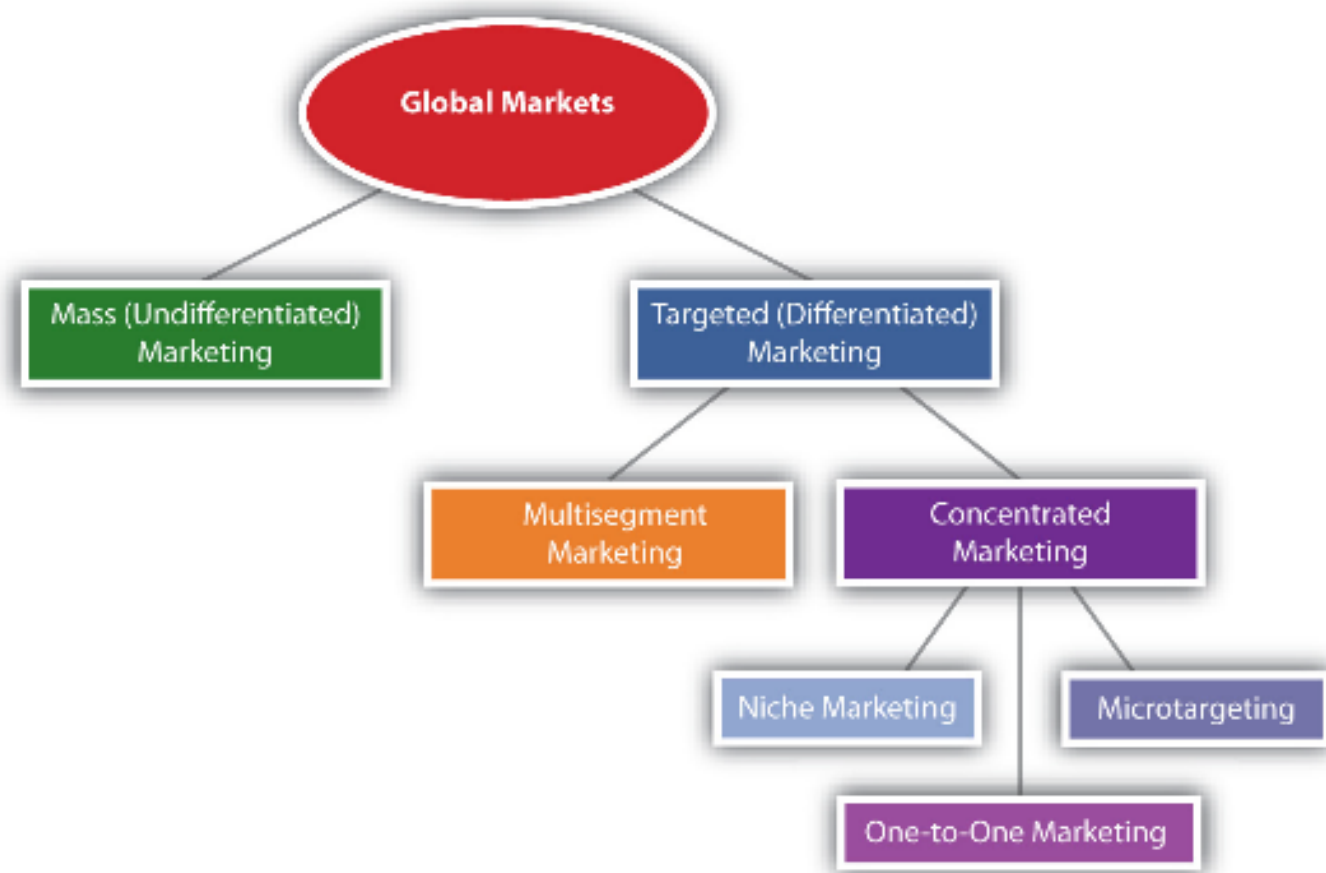 Global Markets
Mass (Undifferentiated)
Marketing
Targeted (Differentiated)
Marketing
Multisegment
Marketing
Concentrated
Marketing
Niche Marketing
Microtargeting
One-to-One Marketing